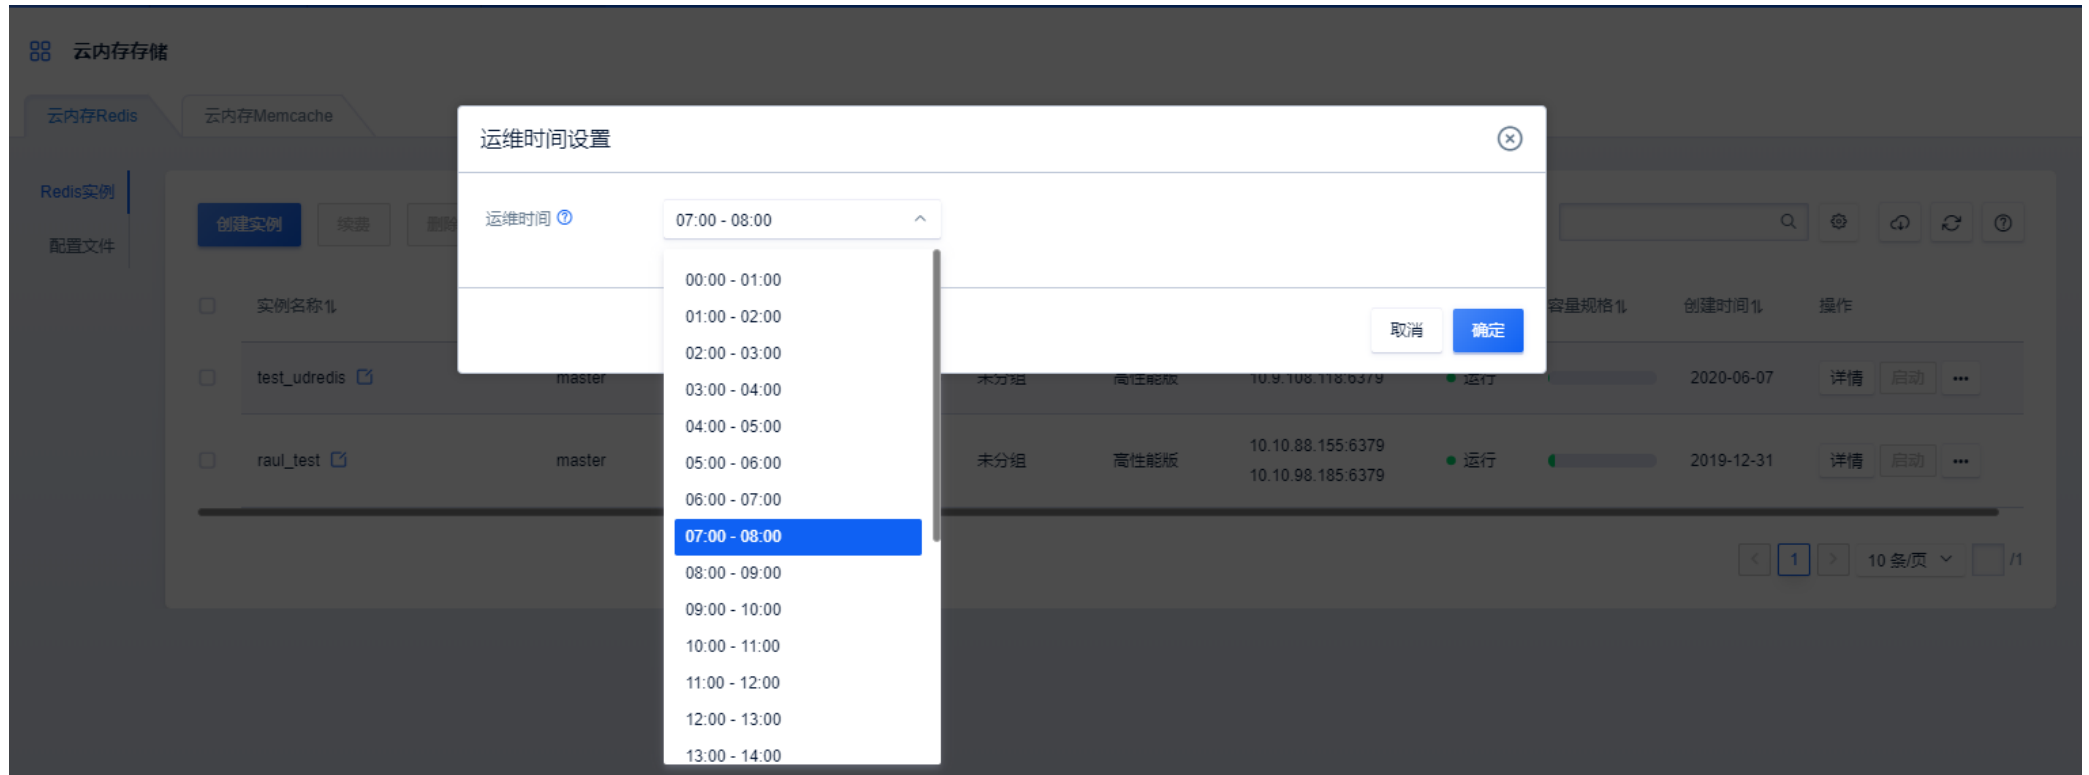 云内存存储
云内存Redis 云内存Memcache
运维时间设置
Redis实例
配置文件
创建实例 续费 删除
运维时间 07:00 - 08:00
00:00 - 01:00
01:00 - 02:00
02:00 - 03:00
03:00 - 04:00
04:00 - 05:00
05:00 - 06:00
06:00 - 07:00
07:00 - 08:00
08:00 - 09:00
09:00 - 10:00
10:00 - 11:00
11:00 - 12:00
12:00 - 13:00
13:00 - 14:00
取消 确定
实例名称 容量规格 创建时间 操作
test_udredis master 未分组 高性能版 10.9.108.118:6379 运行 2020-06-07 详情 启动 •••
raul_test master 未分组 高性能版 10.10.88.155:6379 运行 2019-12-31 详情 启动 •••
10.10.98.185:6379
< 1 > 10 条/页 /1